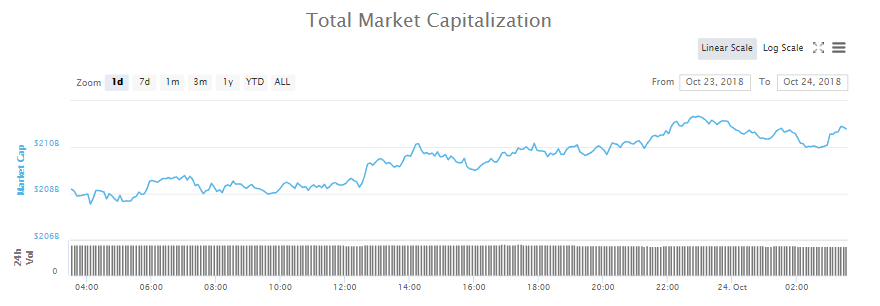 Total Market Capitalization
Linear Scale Log Scale
Zoom 1d 7d 1m 3m 1y YTD ALL
From Oct 23, 2018 To Oct 24, 2018
Market Cap
$210B
$208B
$206B
24h
Vol
0
04:00 06:00 08:00 10:00 12:00 14:00 16:00 18:00 20:00 22:00 24. Oct 02:00